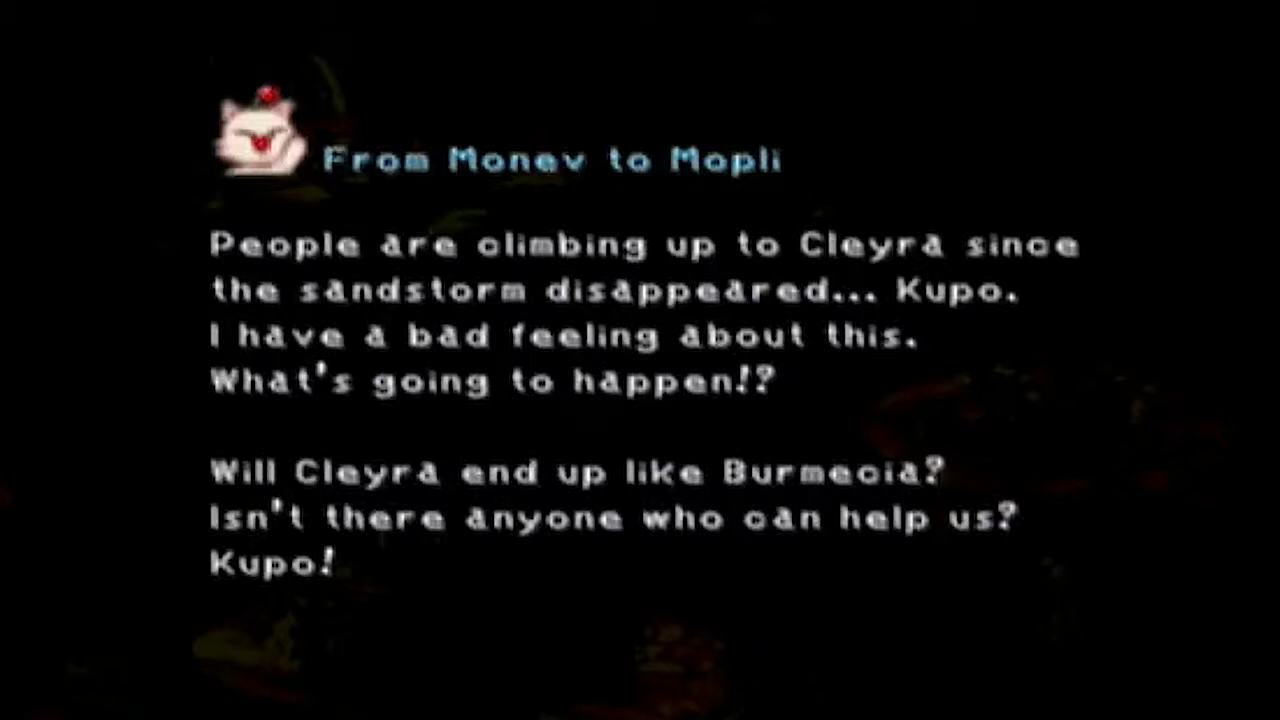 From Monev to Mopli
People are climbing up to Cleyra since
the sandstorm disappeared... Kupo.
I have a bad feeling about this.
What's going to happen!?
Will Cleyra end up like Burmecia?
Isn't there anyone who can help us?
Kupo!